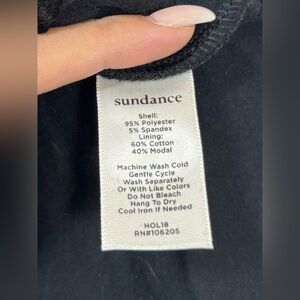 sundance
Shell:
95% Polyester
5% Spandex
Lining:
60% Cotton
40% Modal
Machine Wash Cold
Gentle Cycle
Wash Separately
Or With Like Colors
Do Not Bleach
Hang To Dry
Cool Iron If Needed
HOL18
RN#106205